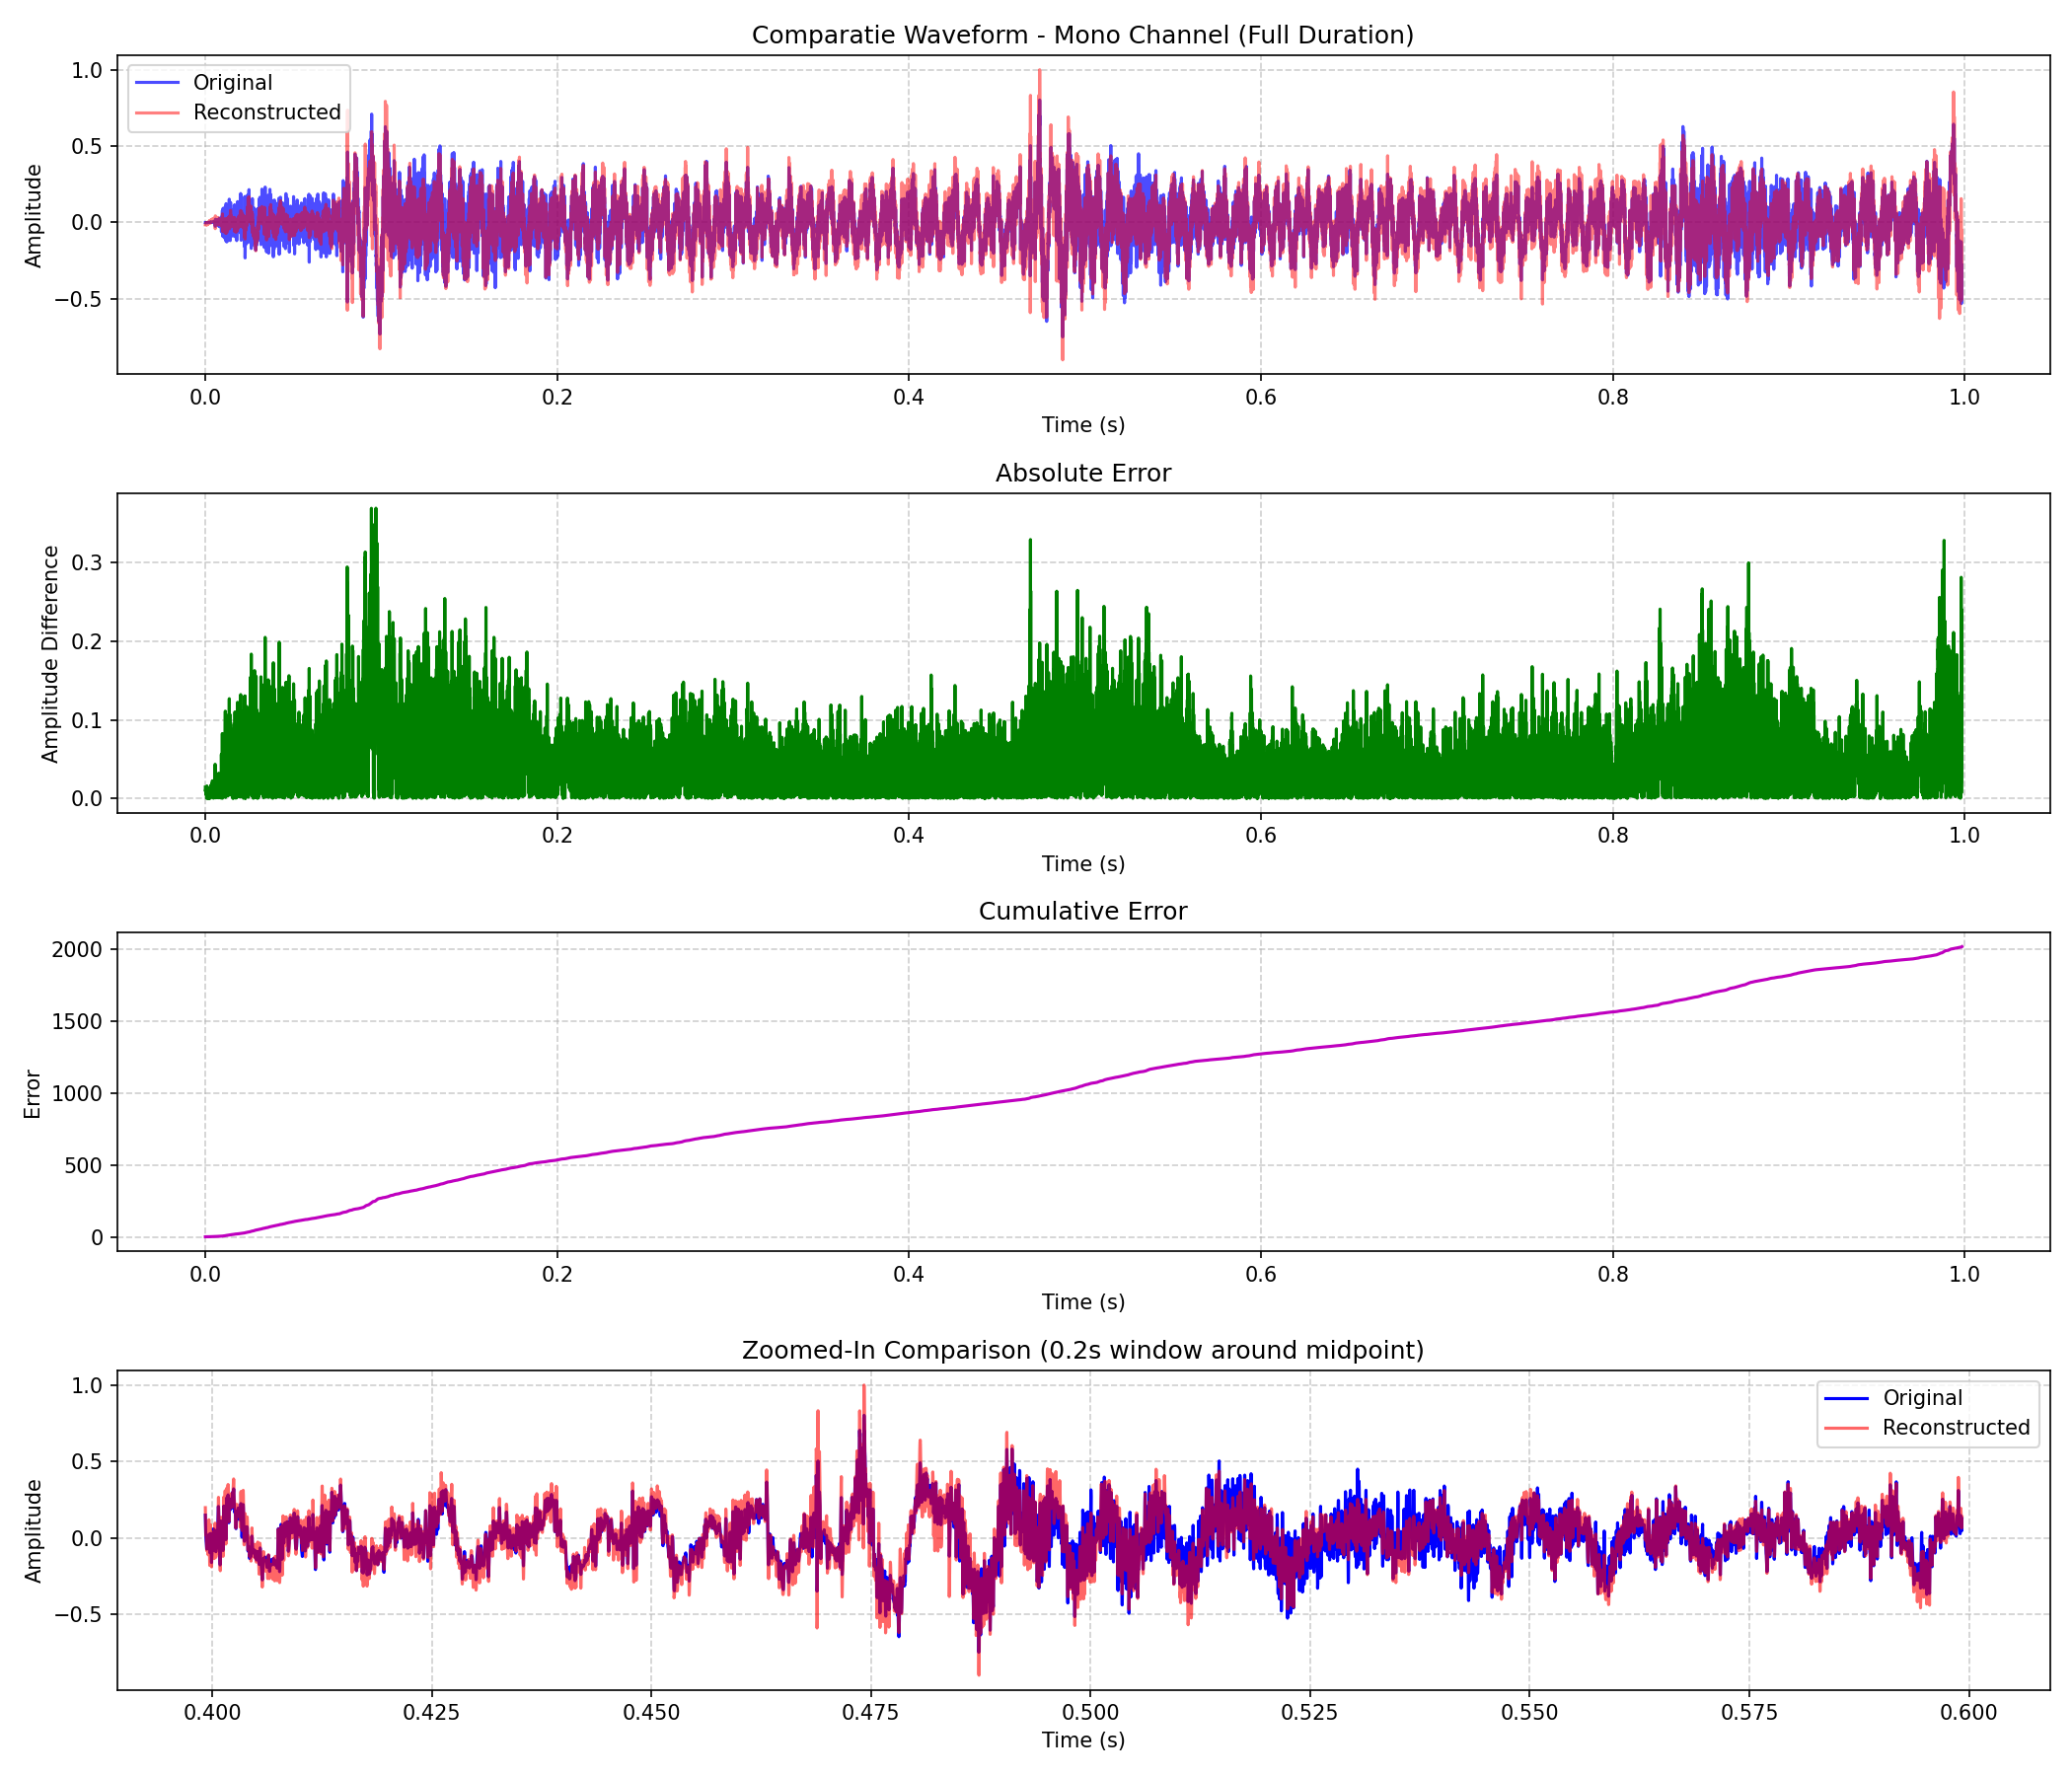 Comparatie Waveform - Mono Channel (Full Duration)
Amplitude
1.0
0.5
0.0
−0.5
Original
Reconstructed
0.0 0.2 0.4 0.6 0.8 1.0
Time (s)
Absolute Error
Amplitude Difference
0.3
0.2
0.1
0.0
0.0 0.2 0.4 0.6 0.8 1.0
Time (s)
Cumulative Error
Error
2000
1500
1000
500
0
0.0 0.2 0.4 0.6 0.8 1.0
Time (s)
Zoomed-In Comparison (0.2s window around midpoint)
Amplitude
1.0
0.5
0.0
−0.5
Original
Reconstructed
0.400 0.425 0.450 0.475 0.500 0.525 0.550 0.575 0.600
Time (s)